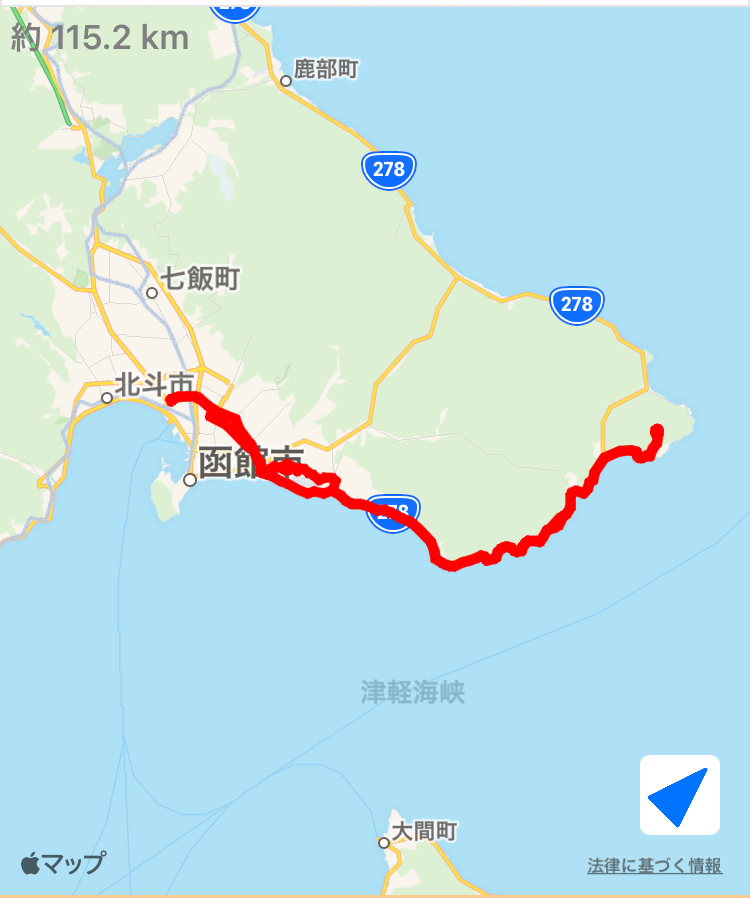 約 115.2 km
鹿部町
278
七飯町
278
北斗市
函館市
278
津軽海峡
大間町
マップ
法律に基づく情報